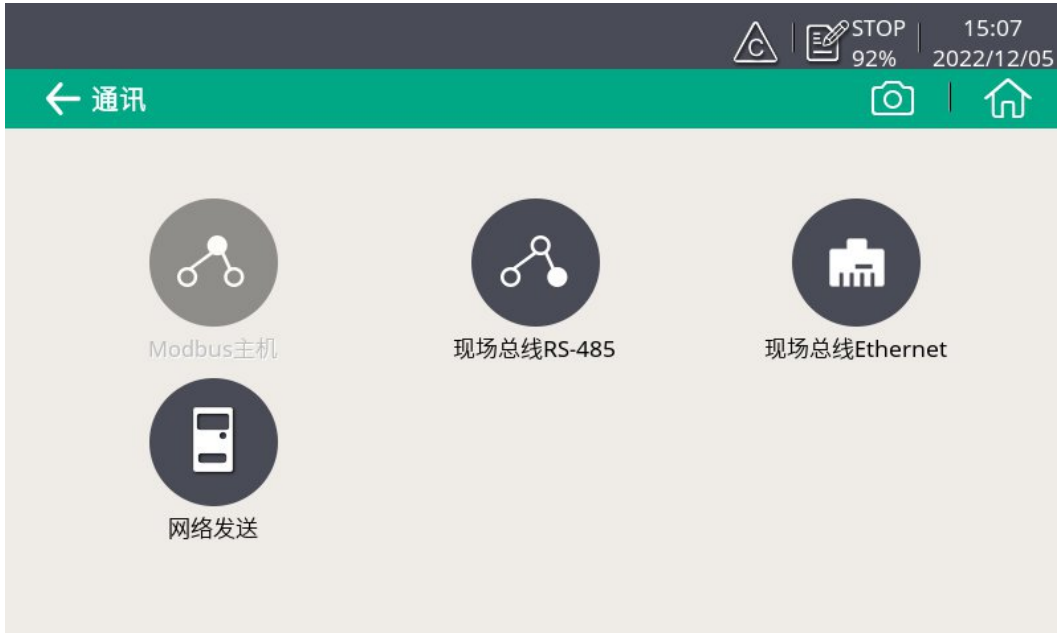 C
STOP
92%
15:07
2022/12/05
通讯
Modbus主机
现场总线RS-485
现场总线Ethernet
网络发送